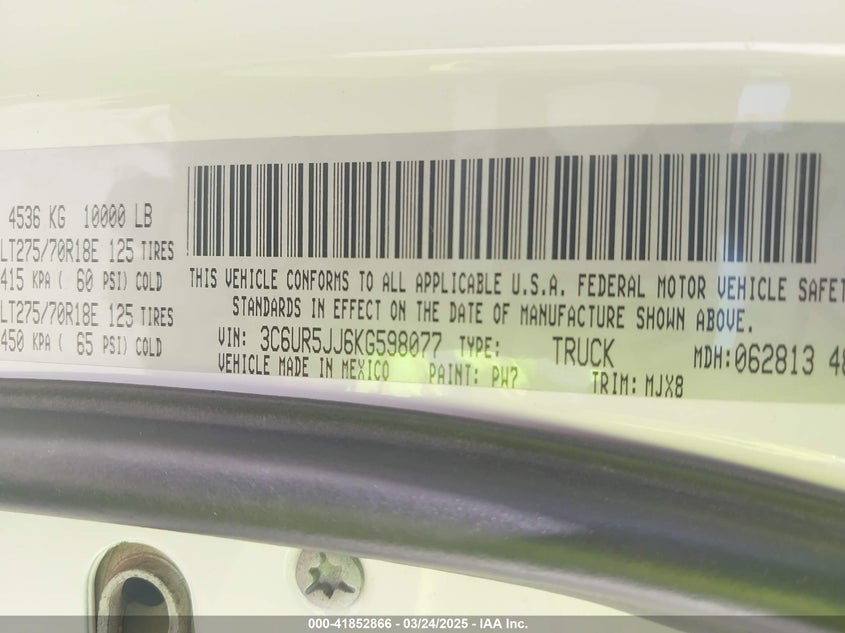 4536 KG 10000 LB
LT275/70R18E 125 TIRES
415 KPA ( 60 PSI) COLD
LT275/70R18E 125 TIRES
450 KPA ( 65 PSI) COLD
THIS VEHICLE CONFORMS TO ALL APPLICABLE U.S.A. FEDERAL MOTOR VEHICLE SAFET
STANDARDS IN EFFECT ON THE DATE OF MANUFACTURE SHOWN ABOVE.
VIN: 3C6UR5JJ6KG598077 TYPE: TRUCK MDH:062813 48
VEHICLE MADE IN MEXICO PAINT: PW7 TRIM: MJX8
000-41852866 - 03/24/2025 - IAA Inc.